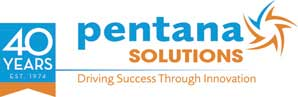 40
YEARS
EST. 1974
pentana
SOLUTIONS
Driving Success Through Innovation